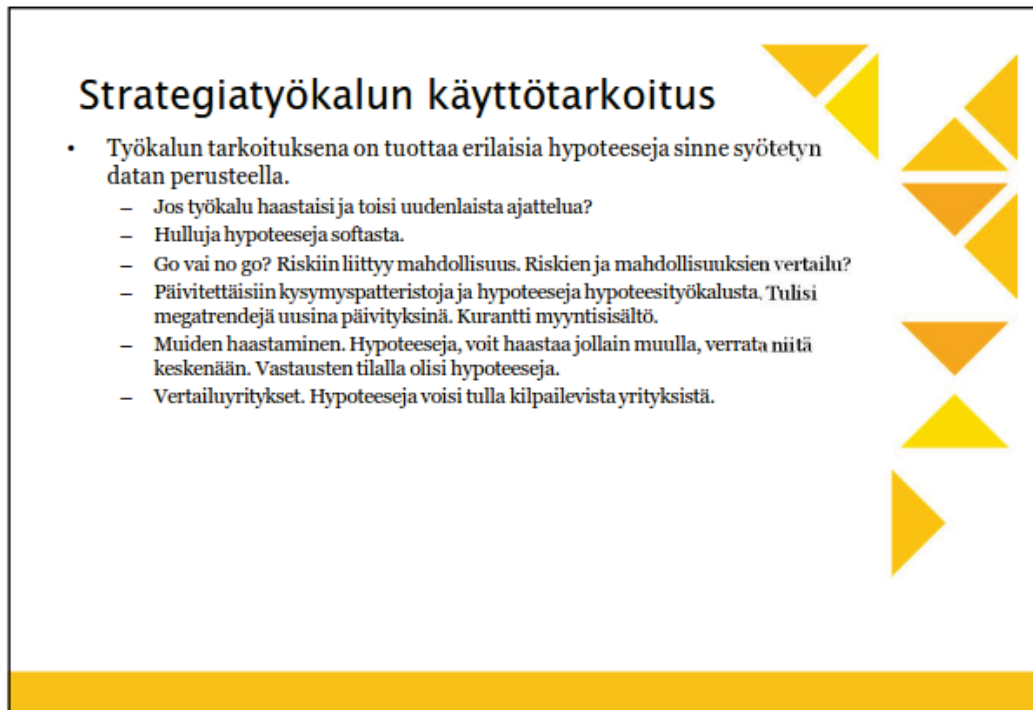 Strategiatyökalun käyttötarkoitus
• Työkalun tarkoituksena on tuottaa erilaisia hypoteeseja sinne syötetyn
datan perusteella.
– Jos työkalu haastaisi ja toisi uudenlaista ajattelua?
– Hulluja hypoteeseja softasta.
– Go vai no go? Riskiin liittyy mahdollisuus. Riskien ja mahdollisuuksien vertailu?
– Päivitettäisiin kysymyspatteristoja ja hypoteeseja hypoteesityökalusta. Tulisi
megatrendejä uusina päivityksinä. Kurantti myyntisisältö.
– Muiden haastaminen. Hypoteeseja, voit haastaa jollain muulla, verrata niitä
keskenään. Vastausten tilalla olisi hypoteeseja.
– Vertailuyritykset. Hypoteeseja voisi tulla kilpailevista yrityksistä.